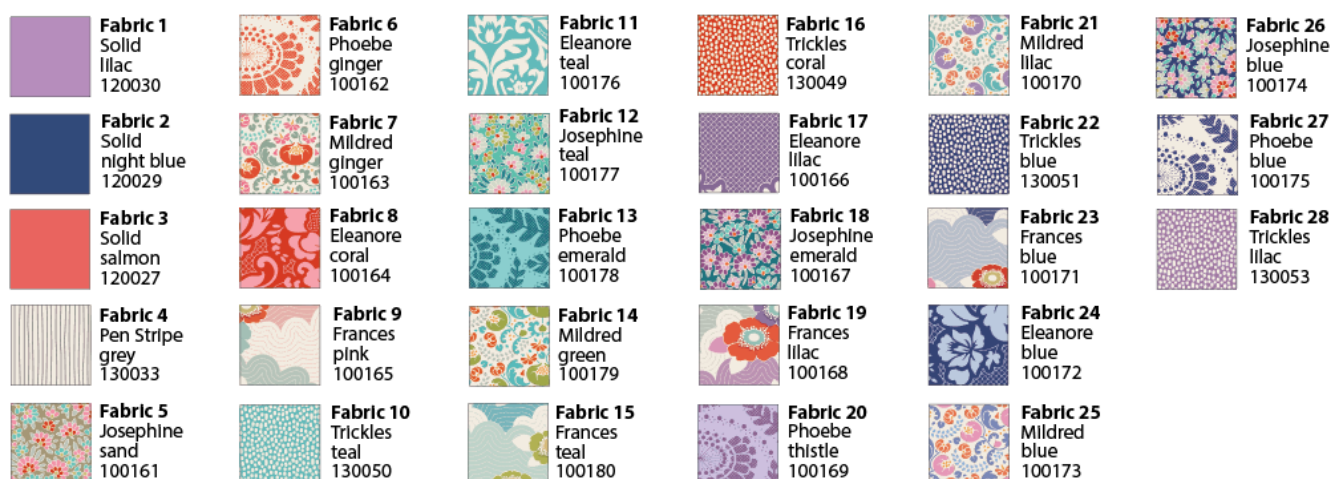 Fabric 1
Solid
lilac
120030
Fabric 2
Solid
night blue
120029
Fabric 3
Solid
salmon
120027
Fabric 4
Pen Stripe
grey
130033
Fabric 5
Josephine
sand
100161
Fabric 6
Phoebe
ginger
100162
Fabric 7
Mildred
ginger
100163
Fabric 8
Eleanore
coral
100164
Fabric 9
Frances
pink
100165
Fabric 10
Trickles
teal
130050
Fabric 11
Eleanore
teal
100176
Fabric 12
Josephine
teal
100177
Fabric 13
Phoebe
emerald
100178
Fabric 14
Mildred
green
100179
Fabric 15
Frances
teal
100180
Fabric 16
Trickles
coral
130049
Fabric 17
Eleanore
lilac
100166
Fabric 18
Josephine
emerald
100167
Fabric 19
Frances
lilac
100168
Fabric 20
Phoebe
thistle
100169
Fabric 21
Mildred
lilac
100170
Fabric 22
Trickles
blue
130051
Fabric 23
Frances
blue
100171
Fabric 24
Eleanore
blue
100172
Fabric 25
Mildred
blue
100173
Fabric 26
Josephine
blue
100174
Fabric 27
Phoebe
blue
100175
Fabric 28
Trickles
lilac
130053